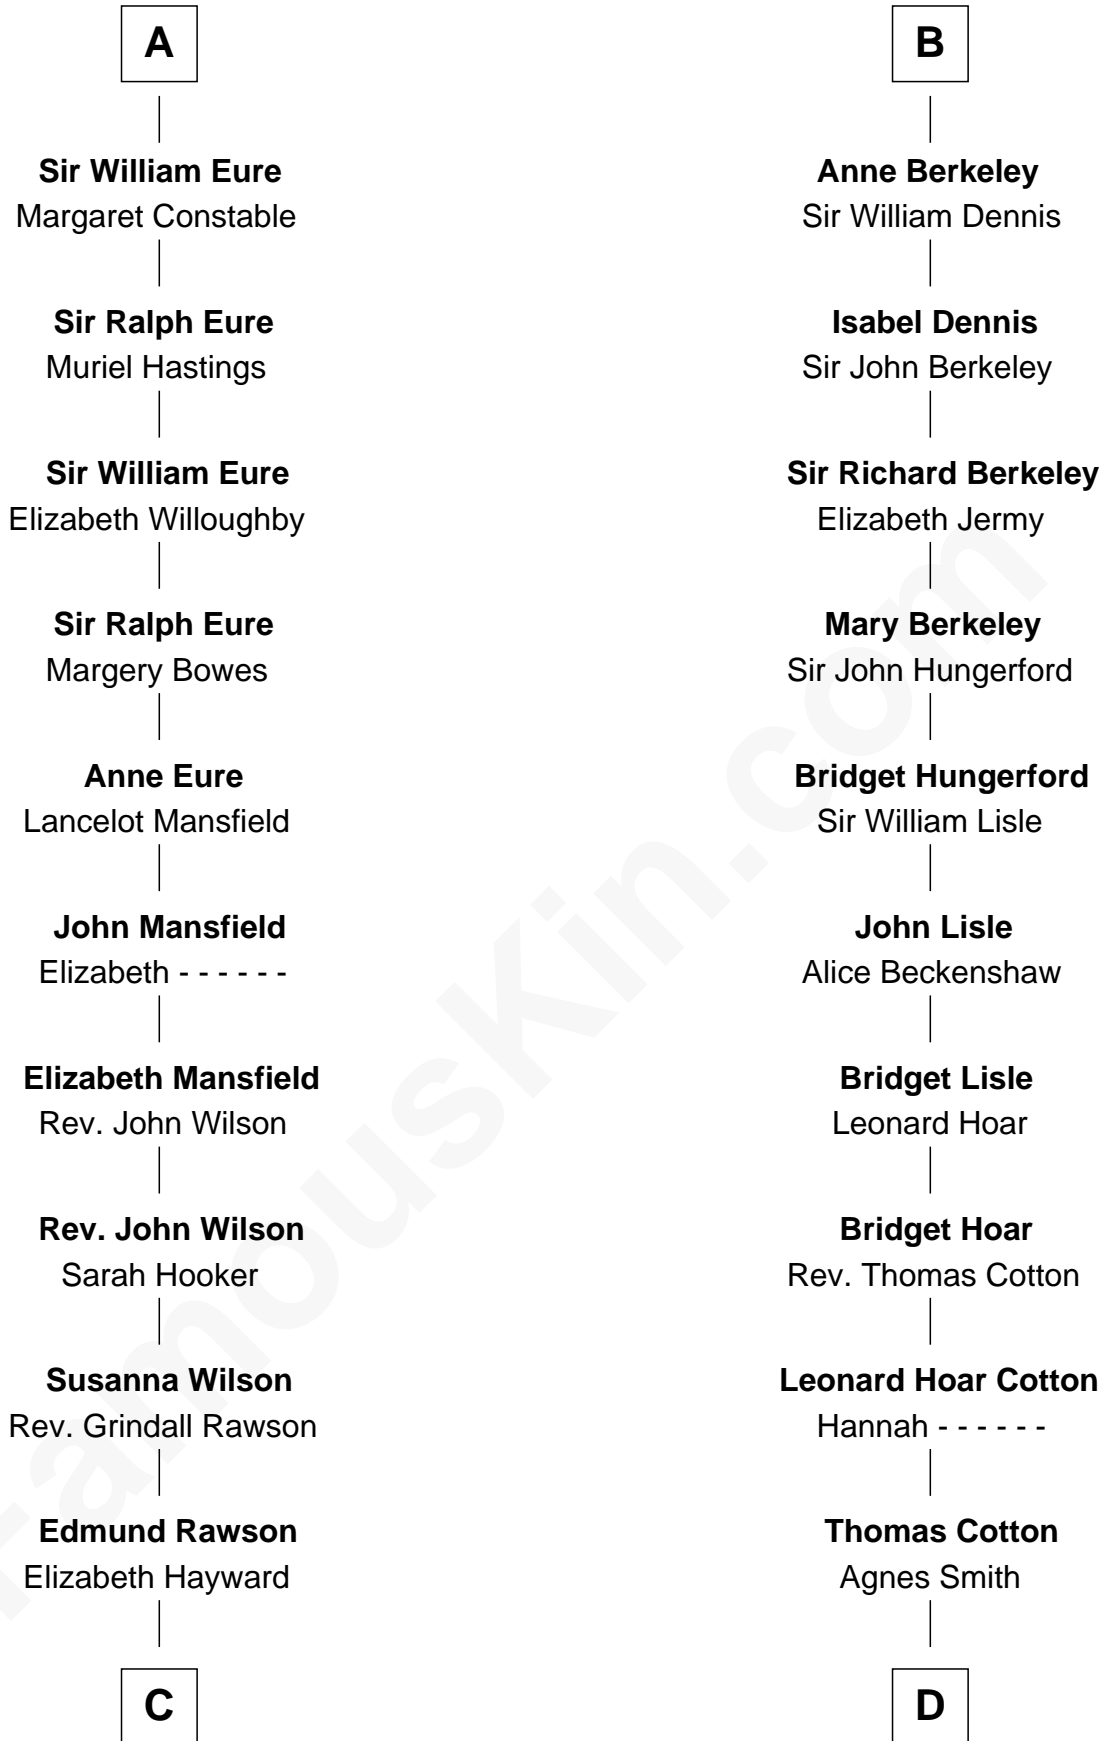 A
Sir William Eure
Margaret Constable
Sir Ralph Eure
Muriel Hastings
Sir William Eure
Elizabeth Willoughby
Sir Ralph Eure
Margery Bowes
Anne Eure
Lancelot Mansfield
John Mansfield
Elizabeth - - - - - -
Elizabeth Mansfield
Rev. John Wilson
Rev. John Wilson
Sarah Hooker
Susanna Wilson
Rev. Grindall Rawson
Edmund Rawson
Elizabeth Hayward
C
B
Anne Berkeley
Sir William Dennis
Isabel Dennis
Sir John Berkeley
Sir Richard Berkeley
Elizabeth Jermy
Mary Berkeley
Sir John Hungerford
Bridget Hungerford
Sir William Lisle
John Lisle
Alice Beckenshaw
Bridget Lisle
Leonard Hoar
Bridget Hoar
Rev. Thomas Cotton
Leonard Hoar Cotton
Hannah - - - - - -
Thomas Cotton
Agnes Smith
D
FamousKin.com